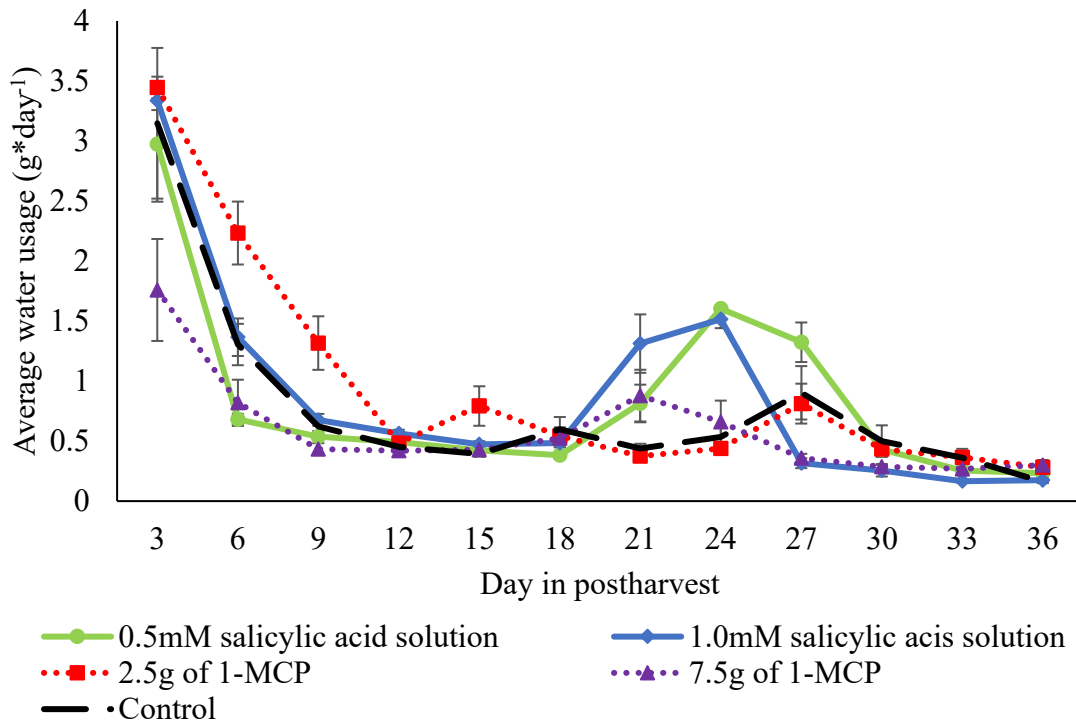 Average water usage (g*day-1)
4
3.5
3
2.5
2
1.5
1
0.5
0
3 6 9 12 15 18 21 24 27 30 33 36
Day in postharvest
0.5mM salicylic acid solution
1.0mM salicylic acis solution
2.5g of 1-MCP
7.5g of 1-MCP
Control